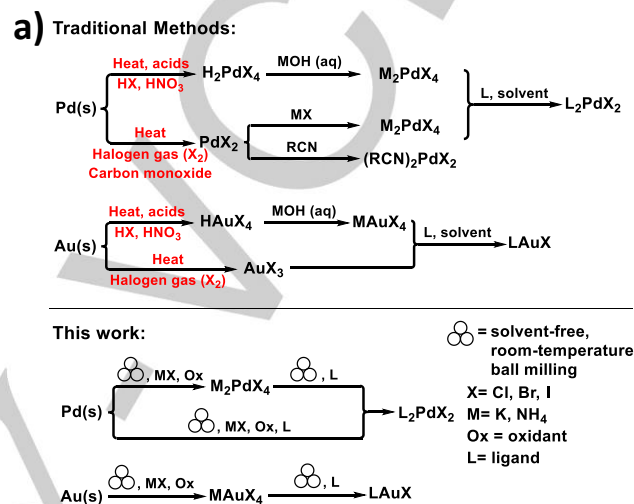 a) Traditional Methods:
Heat, acids
HX, HNO₃
H₂PdX₄
MOH (aq)
M₂PdX₄
Pd(s)
L, solvent
L₂PdX₂
Heat
Halogen gas (X₂)
Carbon monoxide
PdX₂
MX
M₂PdX₄
RCN
(RCN)₂PdX₂
Heat, acids
HX, HNO₃
HAuX₄
MOH (aq)
MAuX₄
Au(s)
L, solvent
LAuX
Heat
Halogen gas (X₂)
AuX₃
This work:
= solvent-free,
room-temperature
ball milling
X= Cl, Br, I
M= K, NH₄
Ox = oxidant
L= ligand
, MX, Ox
M₂PdX₄
, L
Pd(s)
L₂PdX₂
, MX, Ox, L
Au(s)
, MX, Ox
MAuX₄
, L
LAuX